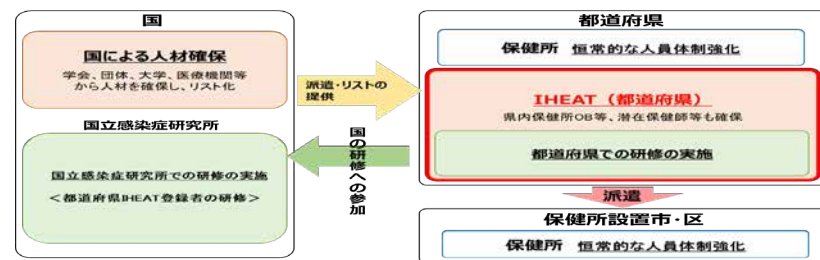 国
国による人材確保
学会、団体、大学、医療機関等
から人材を確保し、リスト化
国立感染症研究所
国立感染症研究所での研修の実施
<都道府県IHEAT登録者の研修>
派遣・リストの
提供
国の研修への参加
都道府県
保健所 恒常的な人員体制強化
IHEAT（都道府県）
県内保健所OB等、潜在保健師等も確保
都道府県での研修の実施
派遣
保健所設置市・区
保健所 恒常的な人員体制強化